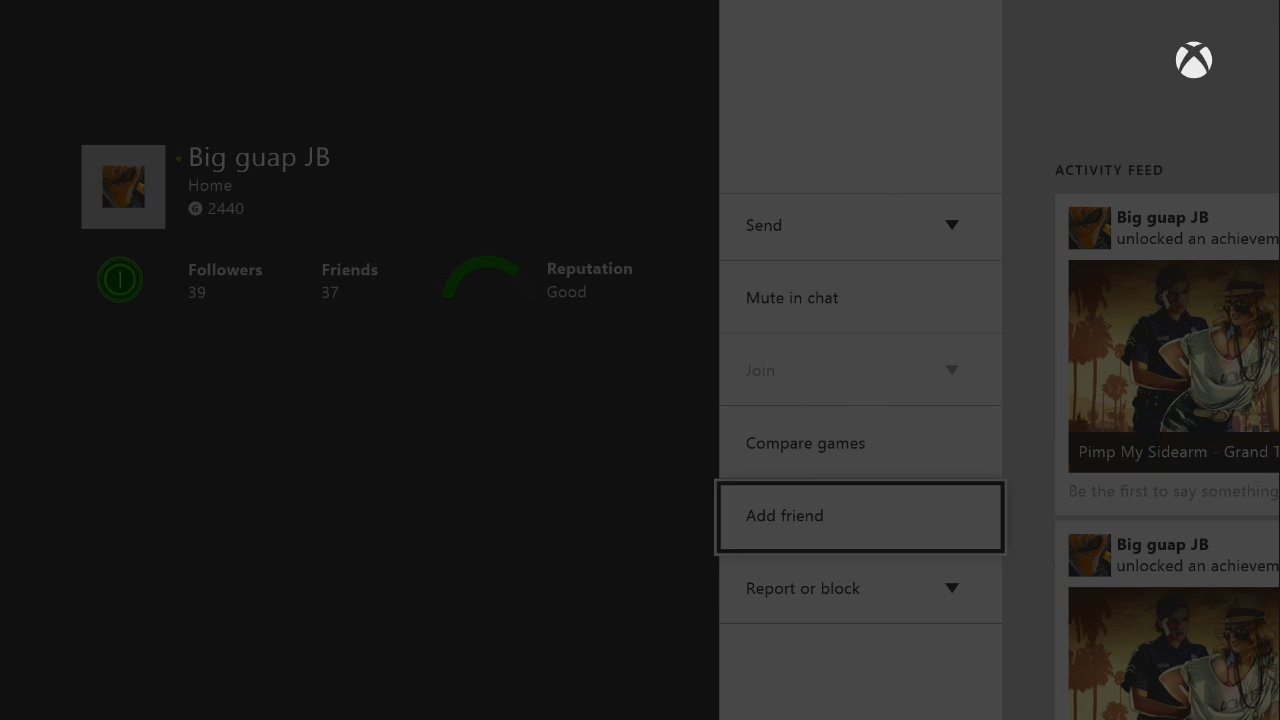 Big guap JB
Home
G 2440
Followers
39
Friends
37
Reputation
Good
Send
Mute in chat
Join
Compare games
Add friend
Report or block
ACTIVITY FEED
Big guap JB
unlocked an achievem
Pimp My Sidearm - Grand T
Be the first to say something
Big guap JB
unlocked an achievem